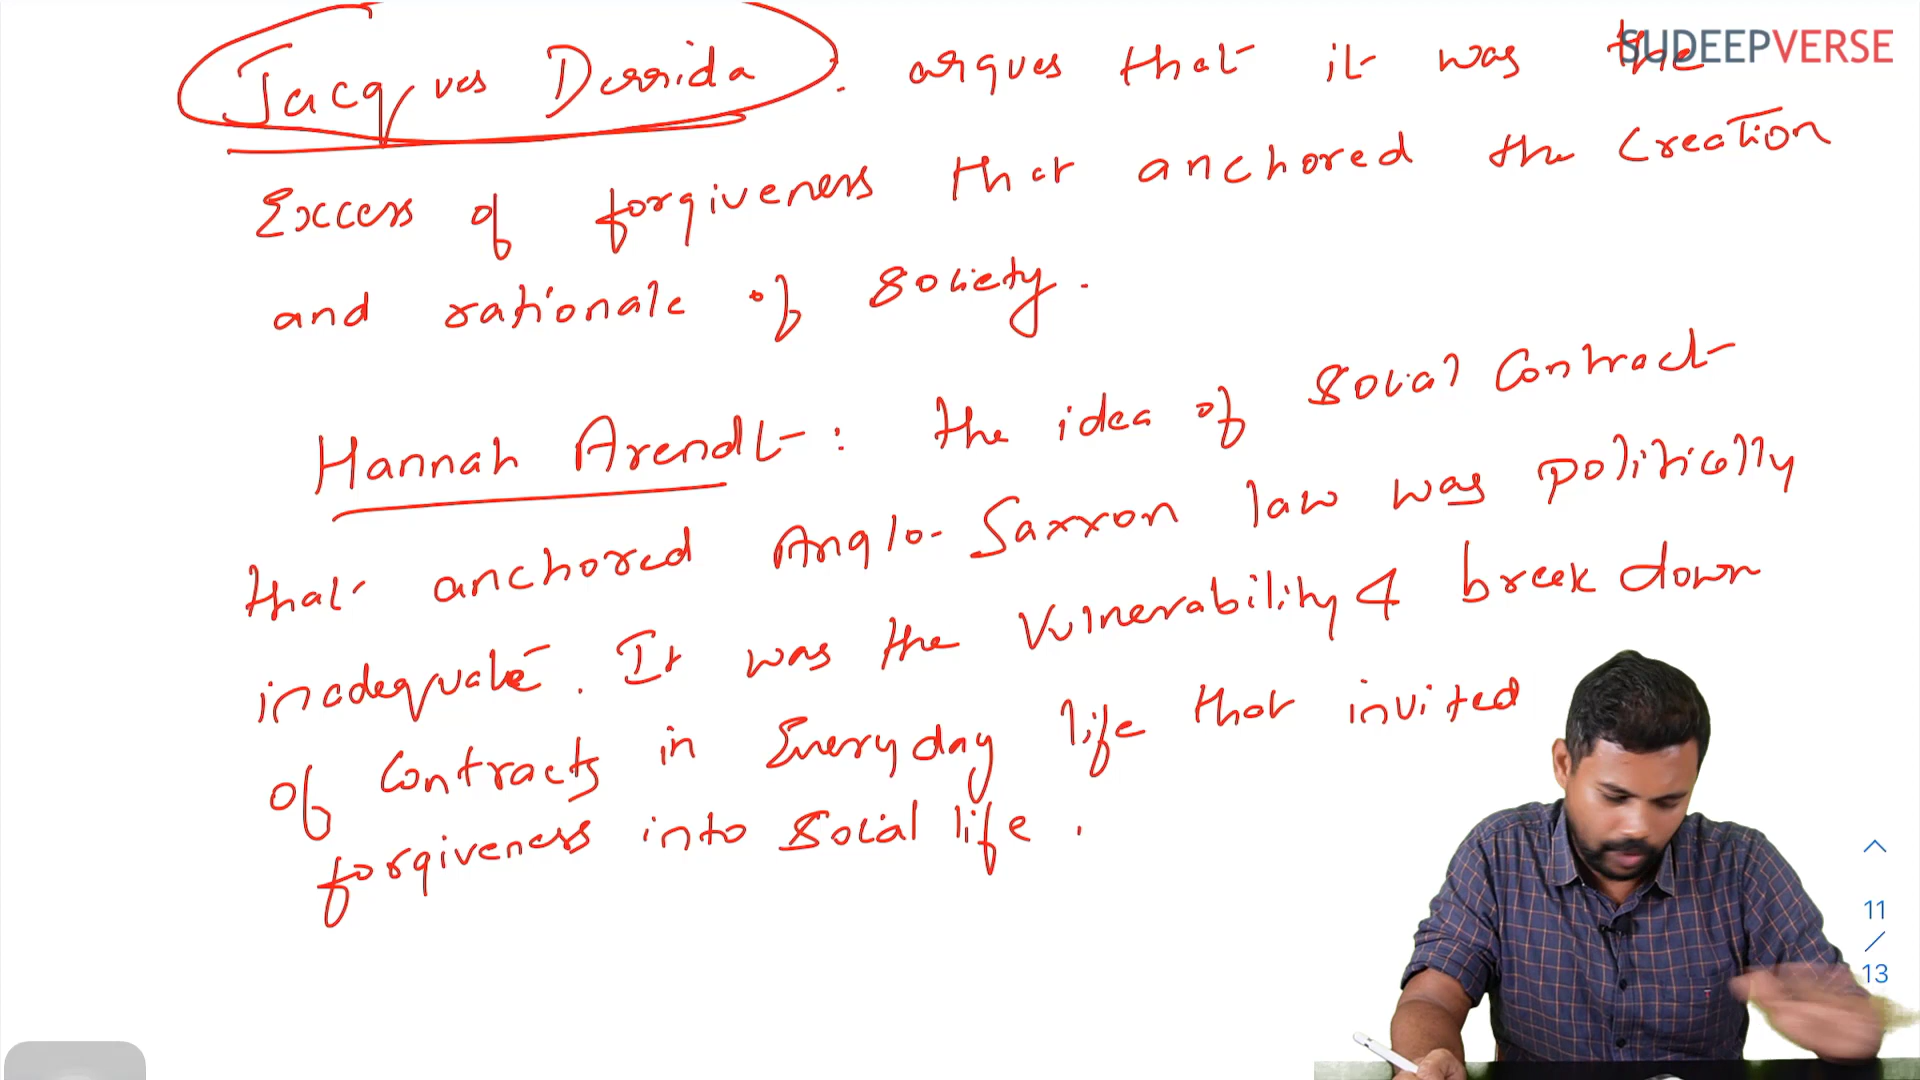 SUDEEPVERSE
Jacques Derrida : argues that it was the
Excess of forgiveness that anchored the Creation
and rationale of Society.
Hannah Arendt : the idea of Social Contract
that anchored Anglo-Saxxon law was politically
inadequate. It was the vulnerability & break down
of Contracts in Everyday life that invited
forgiveness into Social life .
11
/
13